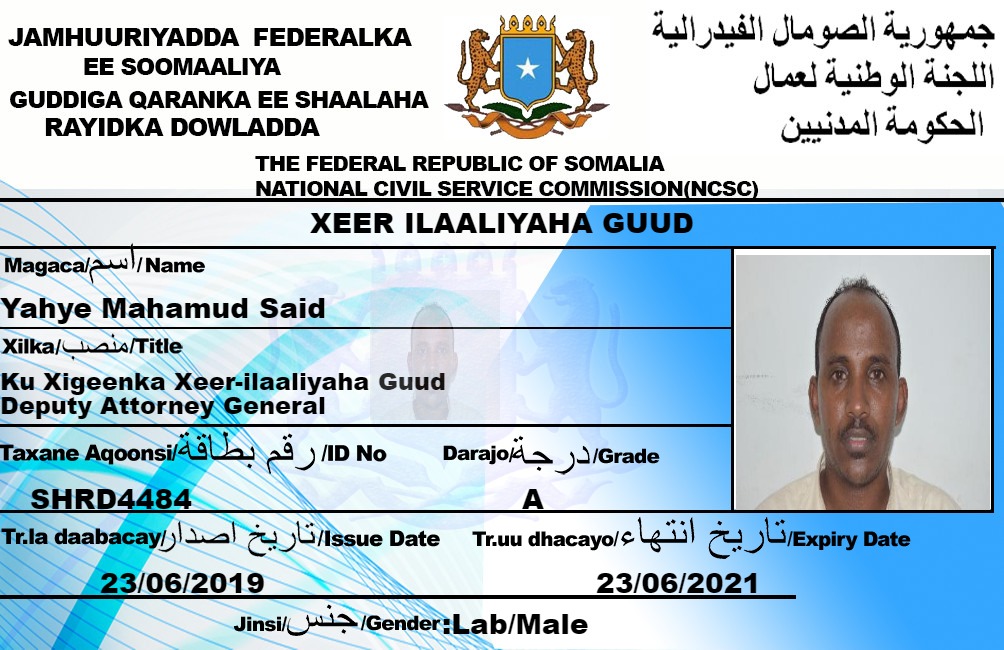 JAMHUURIYADDA FEDERALKA
EE SOOMAALIYA
GUDDIGA QARANKA EE SHAALAHA
RAYIDKA DOWLADDA
جمهورية الصومال الفيدرالية
اللجنة الوطنية لعمال
الحكومة المدنيين
THE FEDERAL REPUBLIC OF SOMALIA
NATIONAL CIVIL SERVICE COMMISSION(NCSC)
XEER ILAALIYAHA GUUD
Magaca/اسم/Name
Yahye Mahamud Said
Xilka/منصب/Title
Ku Xigeenka Xeer-ilaaliyaha Guud
Deputy Attorney General
Taxane Aqoonsi/رقم بطاقة/ID No
Darajo/درجة/Grade
SHRD4484
A
Tr.la daabacay/تاريخ اصدار/Issue Date
Tr.uu dhacayo/تاريخ انتهاء/Expiry Date
23/06/2019
23/06/2021
Jinsi/جنس/Gender:Lab/Male